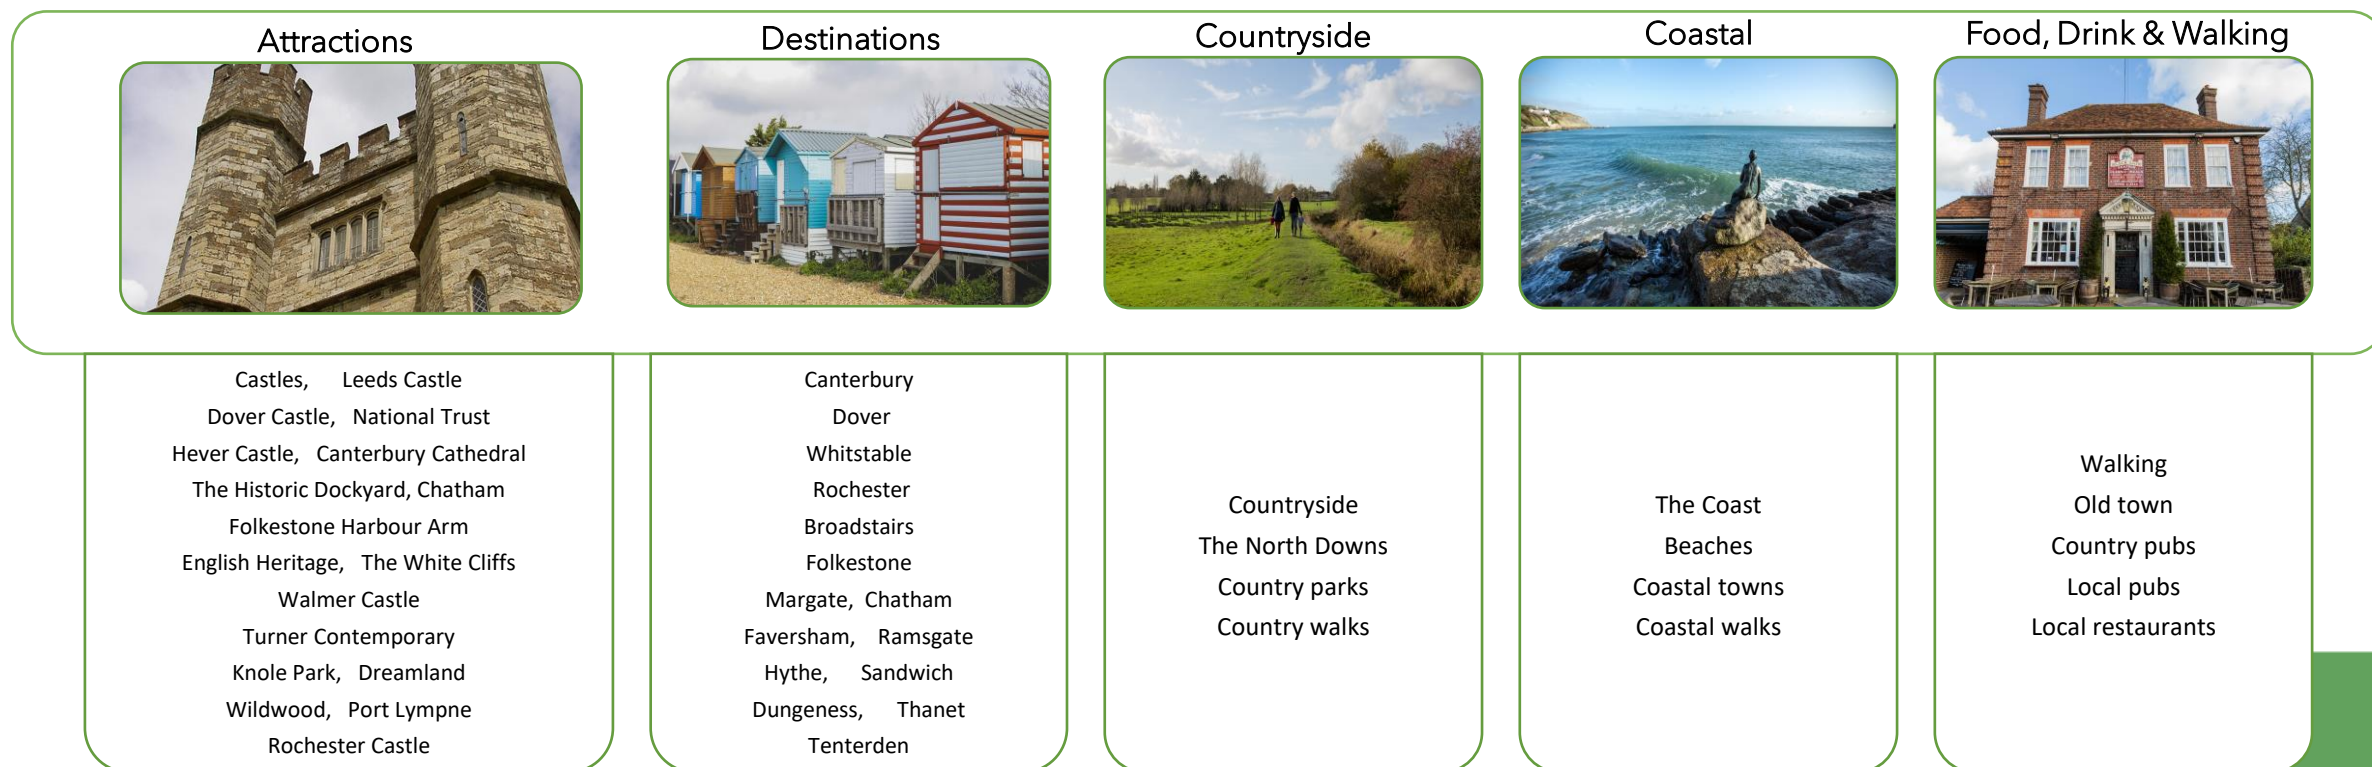 Attractions
Castles, Leeds Castle
Dover Castle, National Trust
Hever Castle, Canterbury Cathedral
The Historic Dockyard, Chatham
Folkestone Harbour Arm
English Heritage, The White Cliffs
Walmer Castle
Turner Contemporary
Knole Park, Dreamland
Wildwood, Port Lympne
Rochester Castle
Destinations
Canterbury
Dover
Whitstable
Rochester
Broadstairs
Folkestone
Margate, Chatham
Faversham, Ramsgate
Hythe, Sandwich
Dungeness, Thanet
Tenterden
Countryside
Countryside
The North Downs
Country parks
Country walks
Coastal
The Coast
Beaches
Coastal towns
Coastal walks
Food, Drink & Walking
Walking
Old town
Country pubs
Local pubs
Local restaurants